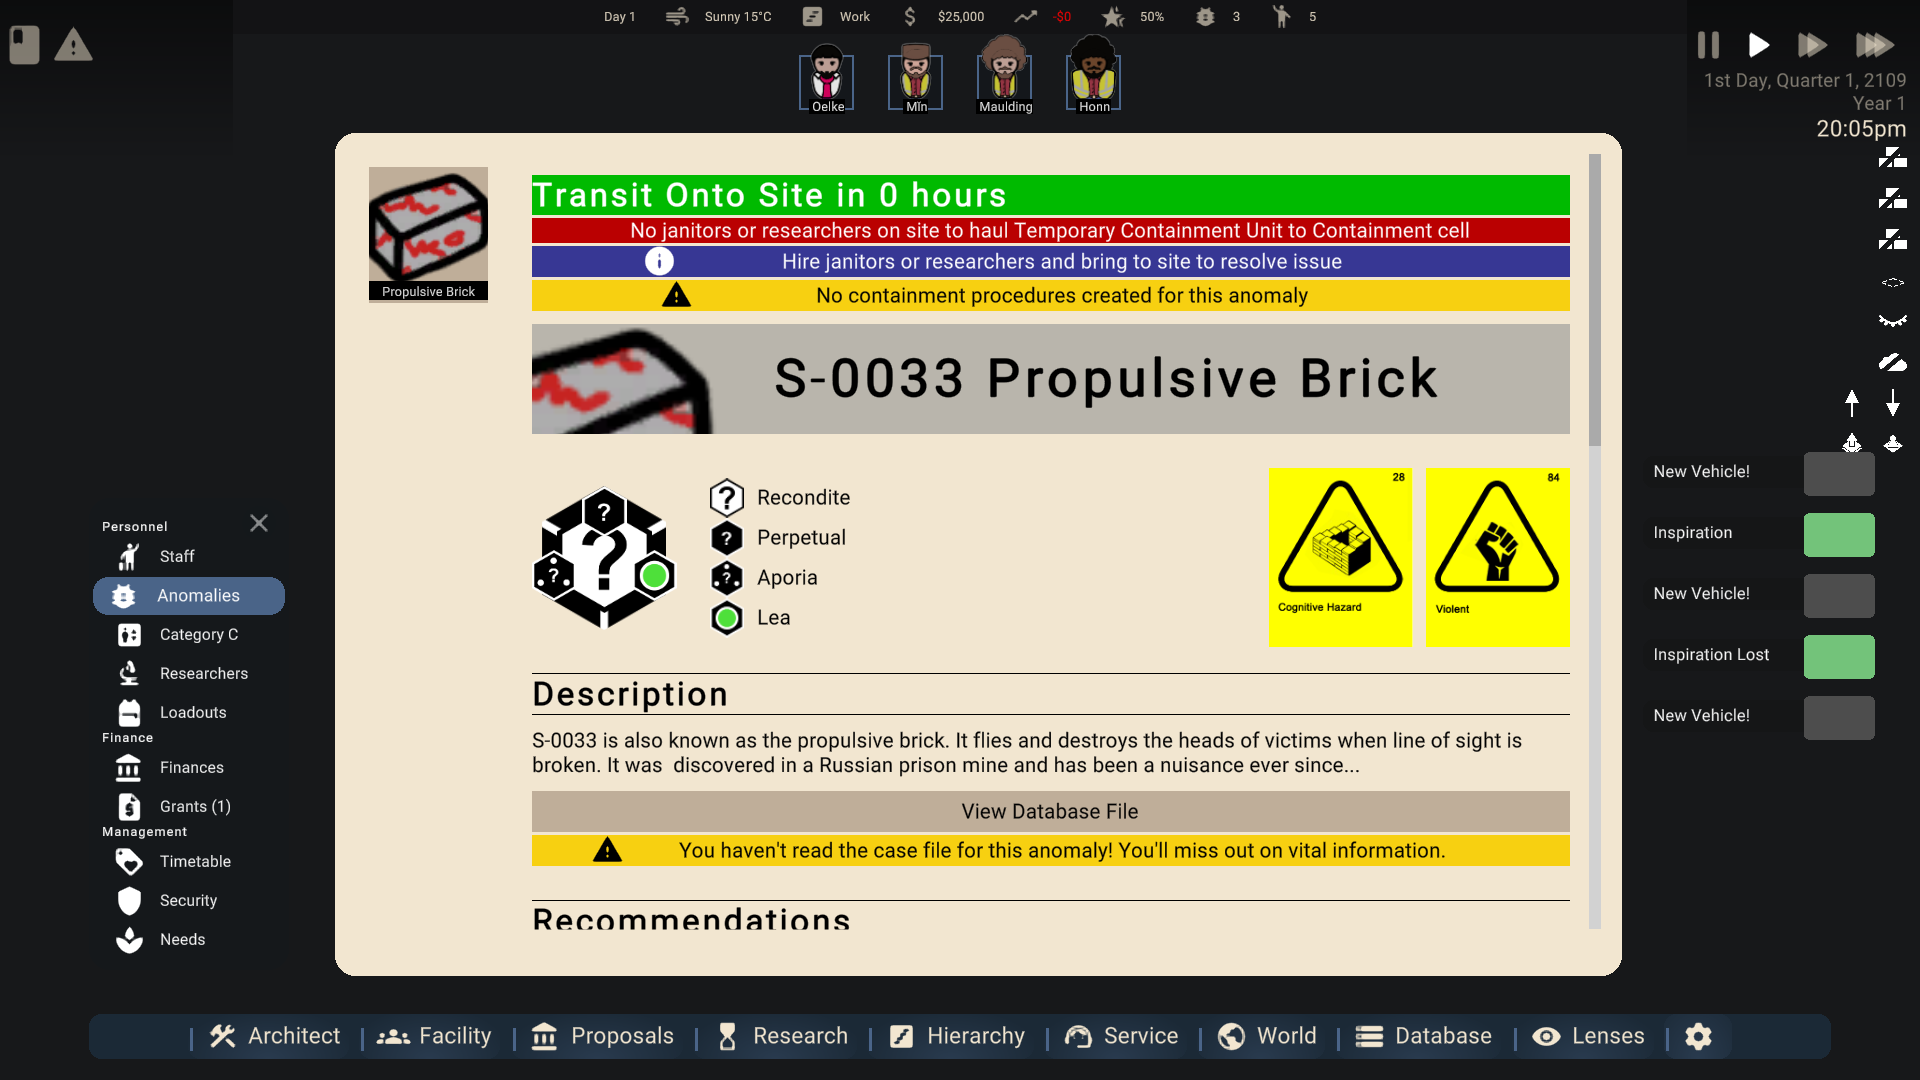 Day 1
Sunny 15°C
Work
$25,000
-$0
50%
3
5
Oelke
Mĩn
Maulding
Honn
1st Day, Quarter 1, 2109
Year 1
20:05pm
Propulsive Brick
Transit Onto Site in 0 hours
No janitors or researchers on site to haul Temporary Containment Unit to Containment cell
Hire janitors or researchers and bring to site to resolve issue
No containment procedures created for this anomaly
S-0033 Propulsive Brick
Recondite
Perpetual
Aporia
Lea
28
Cognitive Hazard
84
Violent
Description
S-0033 is also known as the propulsive brick. It flies and destroys the heads of victims when line of sight is
broken. It was  discovered in a Russian prison mine and has been a nuisance ever since...
View Database File
You haven't read the case file for this anomaly! You'll miss out on vital information.
Recommendations
Personnel
Staff
Anomalies
Category C
Researchers
Loadouts
Finance
Finances
Grants (1)
Management
Timetable
Security
Needs
New Vehicle!
Inspiration
New Vehicle!
Inspiration Lost
New Vehicle!
Architect
Facility
Proposals
Research
Hierarchy
Service
World
Database
Lenses